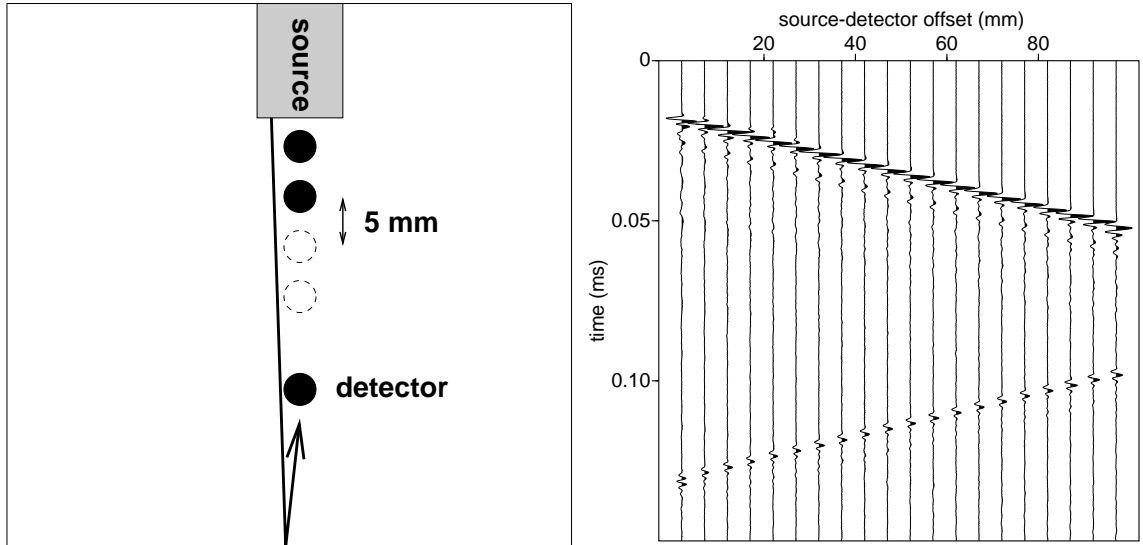 source
5 mm
detector
source-detector offset (mm)
20 40 60 80
0
0.05
0.10
time (ms)